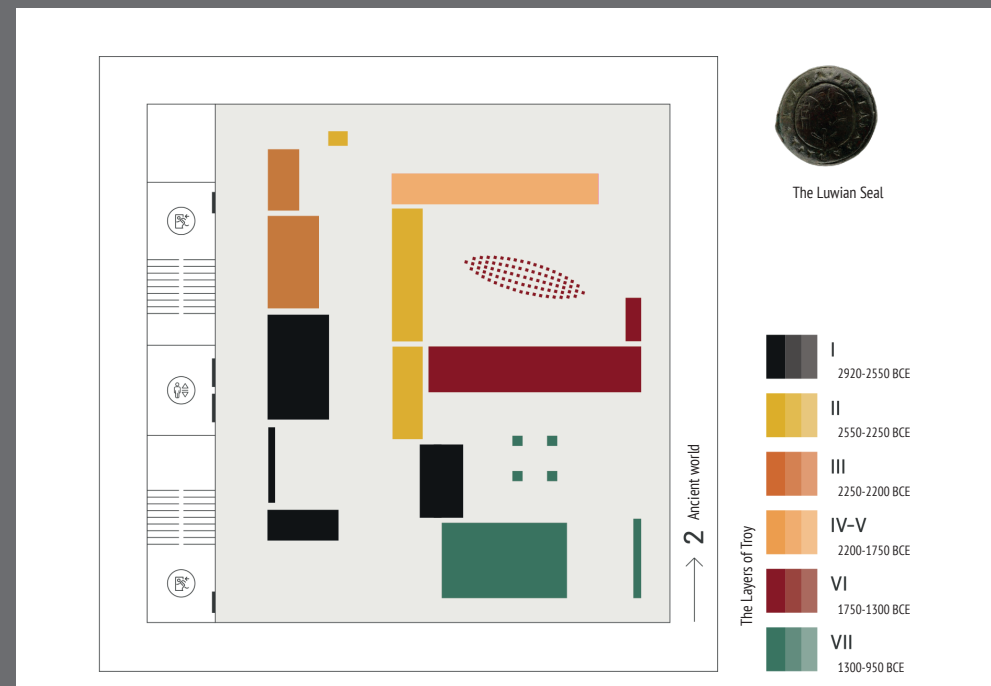 The Luwian Seal
I
2920-2550 BCE
II
2550-2250 BCE
III
2250-2200 BCE
IV–V
2200-1750 BCE
VI
1750-1300 BCE
VII
1300-950 BCE
The Layers of Troy
2 Ancient world